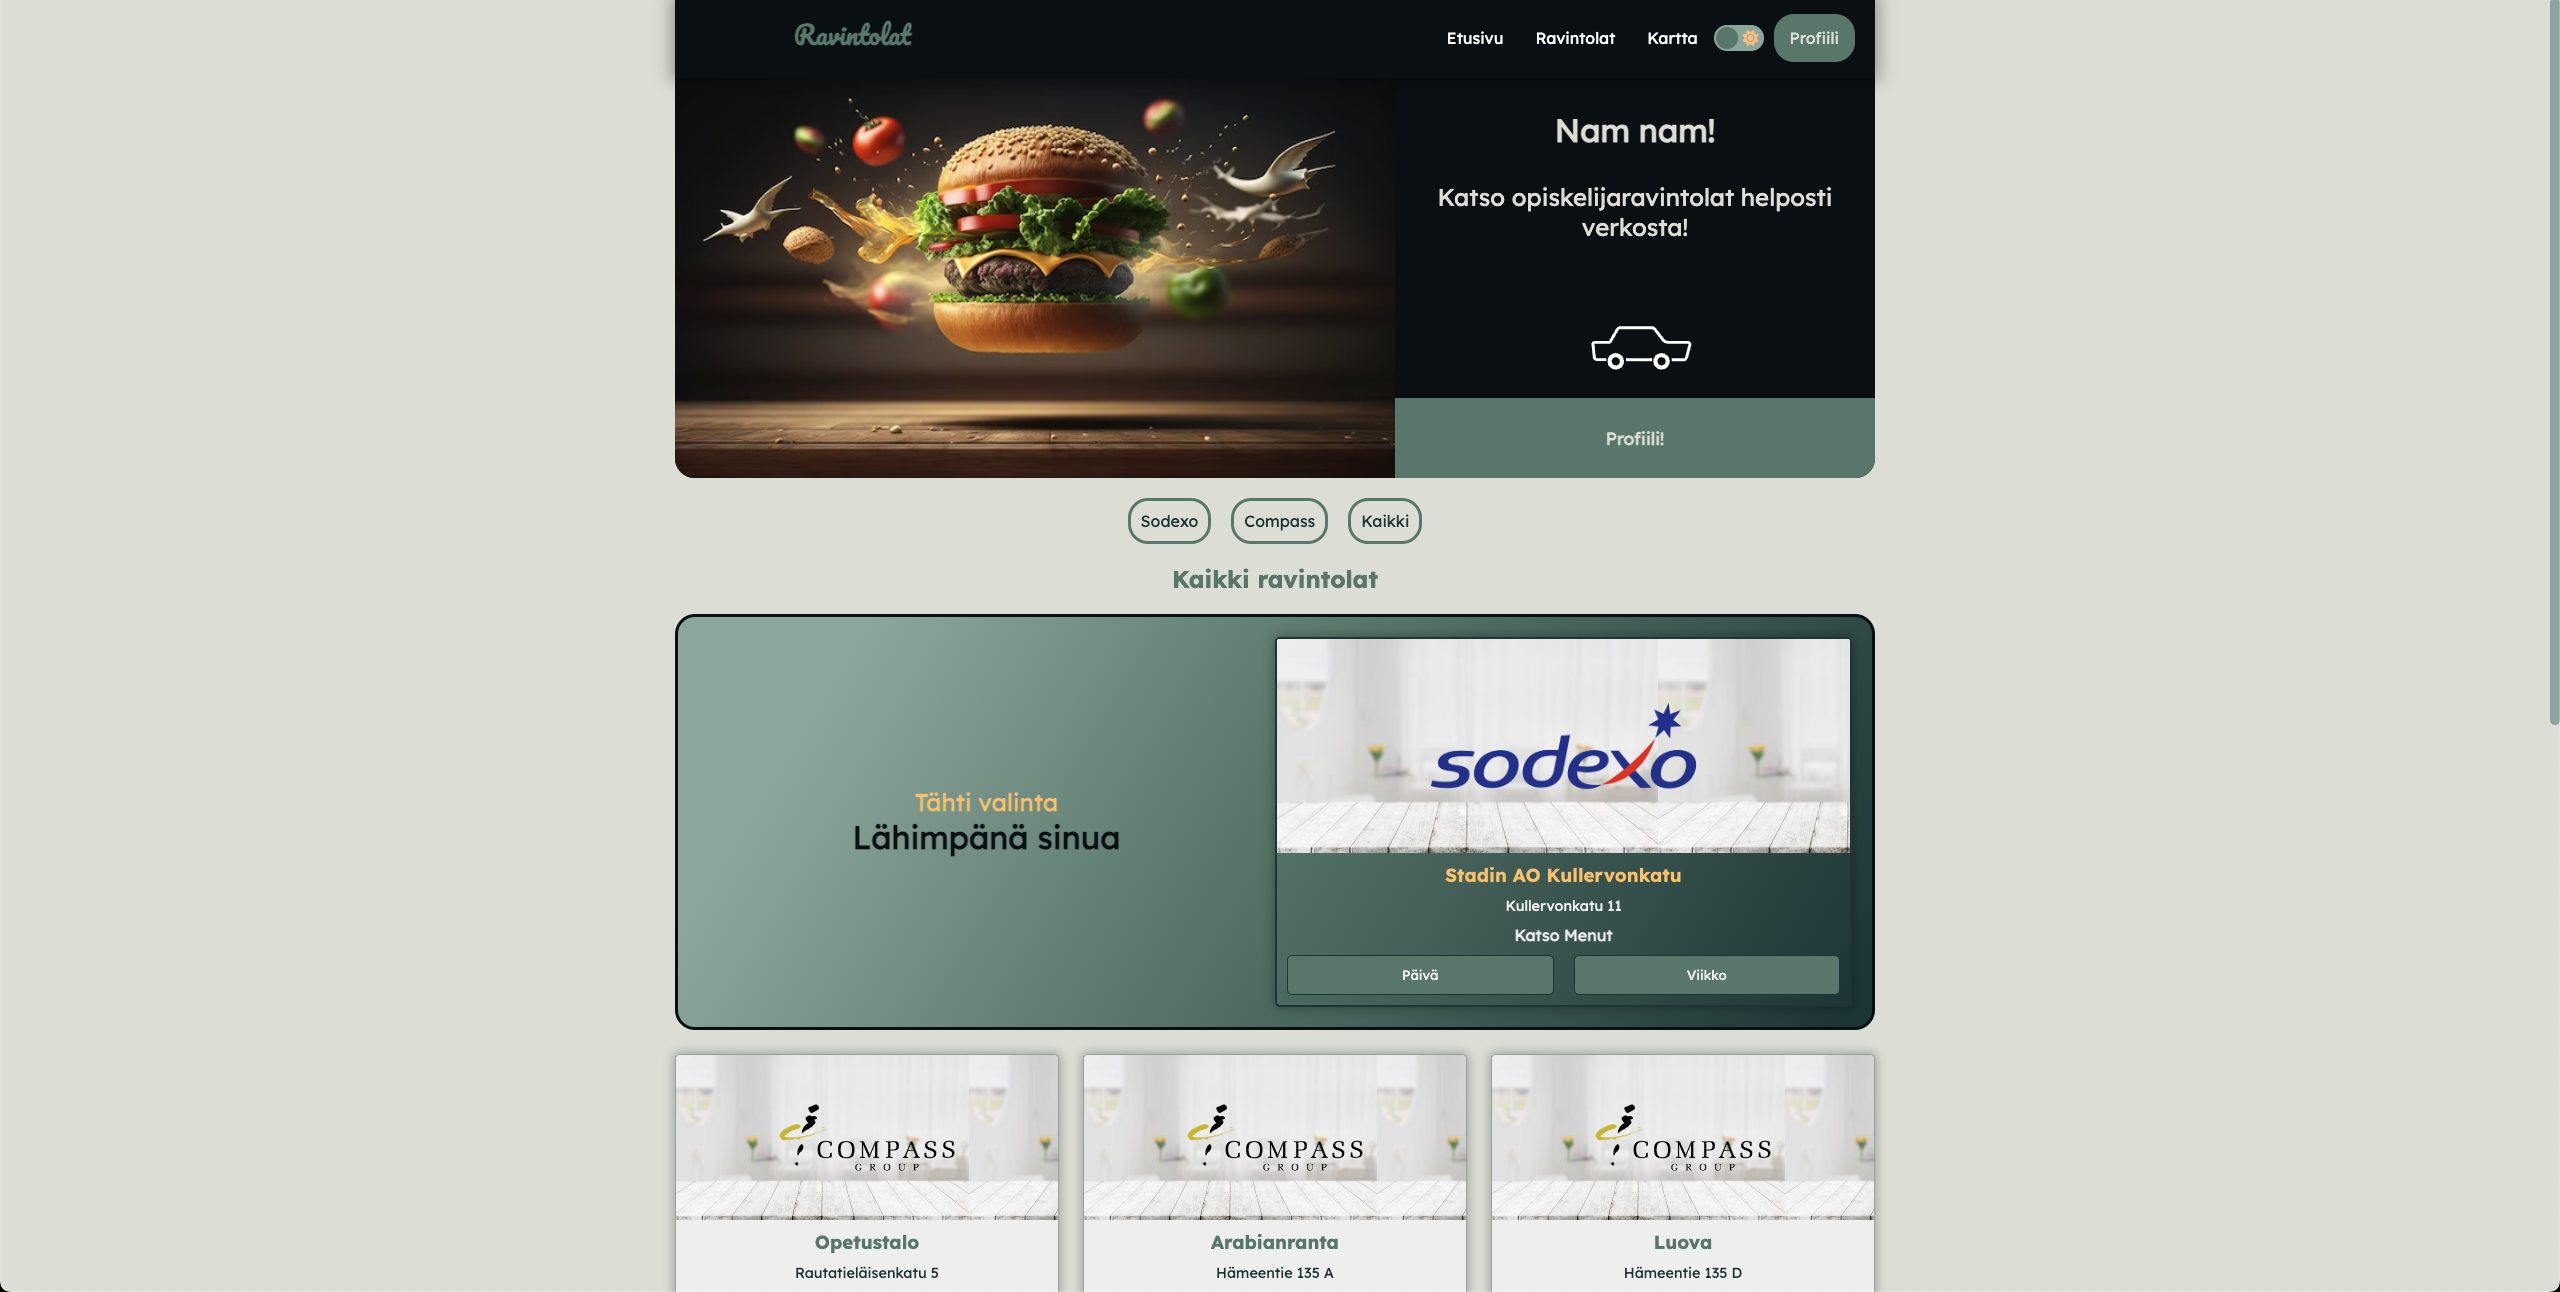 Ravintolat
Etusivu
Ravintolat
Kartta
Profiili
Nam nam!
Katso opiskelijaravintolat helposti
verkosta!
Profiili!
Sodexo
Compass
Kaikki
Kaikki ravintolat
Tähti valinta
Lähimpänä sinua
sodexo
Stadin AO Kullervonkatu
Kullervonkatu 11
Katso Menut
Päivä
Viikko
COMPASS
GROUP
Opetustalo
Rautatieläisenkatu 5
COMPASS
GROUP
Arabianranta
Hämeentie 135 A
COMPASS
GROUP
Luova
Hämeentie 135 D